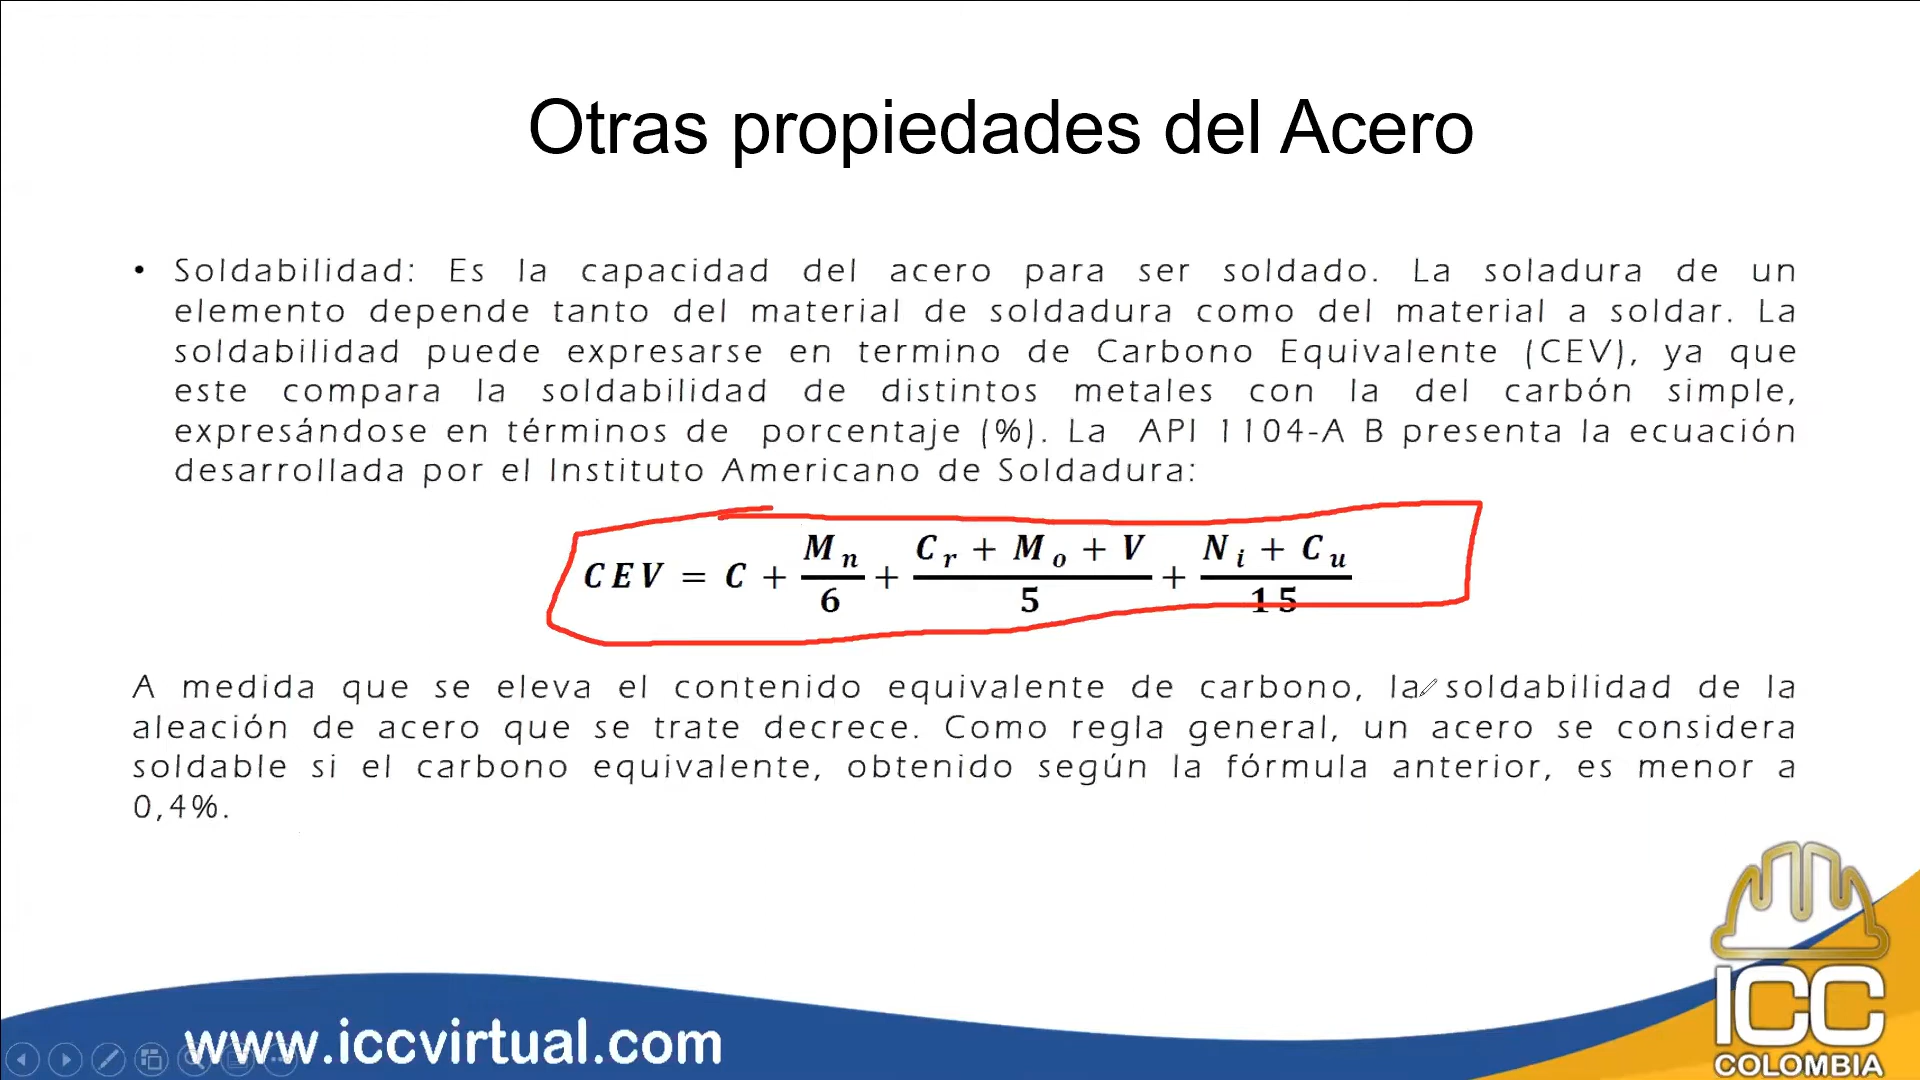 Otras propiedades del Acero
• Soldabilidad: Es la capacidad del acero para ser soldado. La soladura de un
elemento depende tanto del material de soldadura como del material a soldar. La
soldabilidad puede expresarse en termino de Carbono Equivalente (CEV), ya que
este compara la soldabilidad de distintos metales con la del carbón simple,
expresándose en términos de porcentaje (%). La API 1104-A B presenta la ecuación
desarrollada por el Instituto Americano de Soldadura:
CEV = C + Mn/6 + (Cr + Mo + V)/5 + (Ni + Cu)/15
A medida que se eleva el contenido equivalente de carbono, la soldabilidad de la
aleación de acero que se trate decrece. Como regla general, un acero se considera
soldable si el carbono equivalente, obtenido según la fórmula anterior, es menor a
0,4%.
www.iccvirtual.com
ICC
COLOMBIA